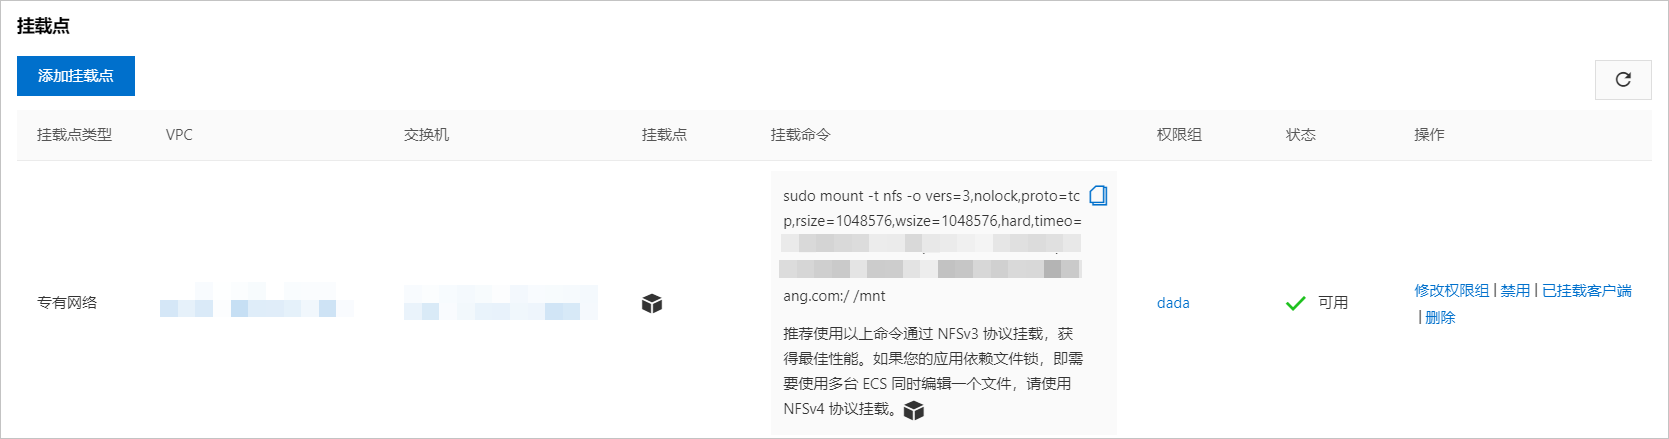 挂载点
添加挂载点
挂载点类型 VPC 交换机 挂载点 挂载命令 权限组 状态 操作
sudo mount -t nfs -o vers=3,nolock,proto=tc
p,rsize=1048576,wsize=1048576,hard,timeo=
ang.com:/ /mnt
推荐使用以上命令通过 NFSv3 协议挂载，获
得最佳性能。如果您的应用依赖文件锁，即需
要使用多台 ECS 同时编辑一个文件，请使用
NFSv4 协议挂载。
专有网络
dada
可用
修改权限组 | 禁用 | 已挂载客户端
| 删除